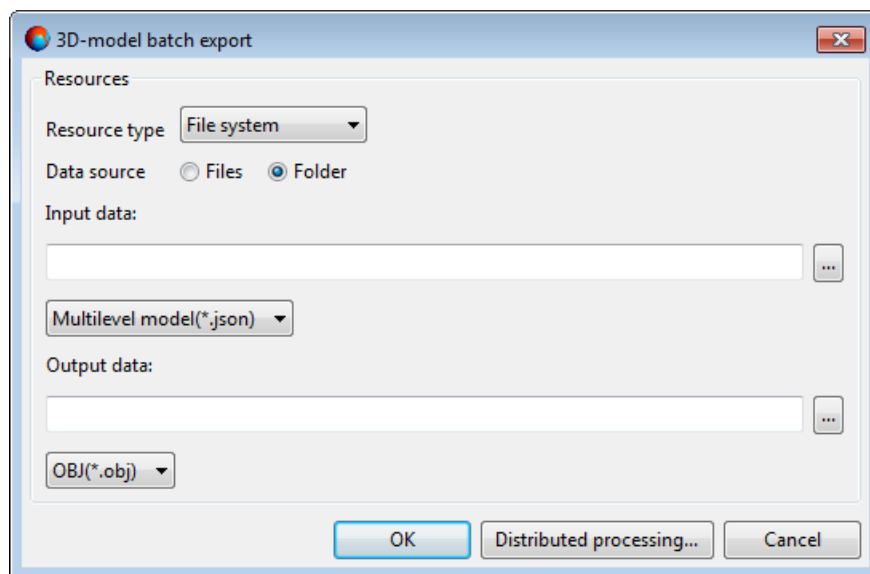 3D-model batch export
Resources
Resource type File system
Data source Files Folder
Input data:
...
Multilevel model(*.json)
Output data:
...
OBJ(*.obj)
OK Distributed processing... Cancel